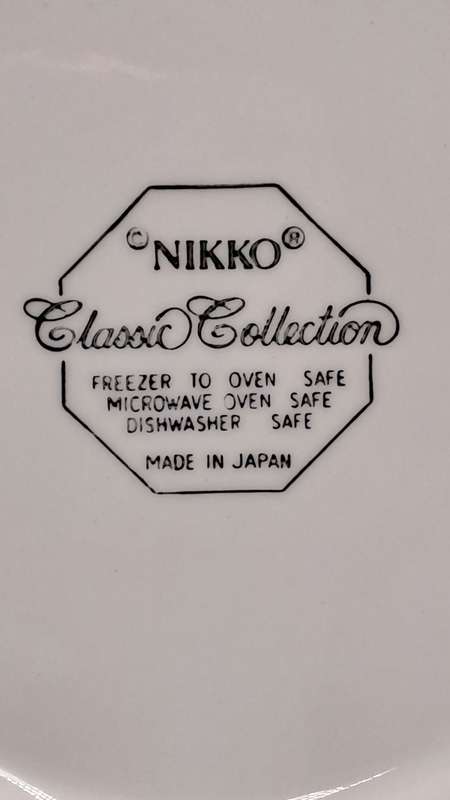 © NIKKO ®
Classic Collection
FREEZER TO OVEN SAFE
MICROWAVE OVEN SAFE
DISHWASHER SAFE
MADE IN JAPAN